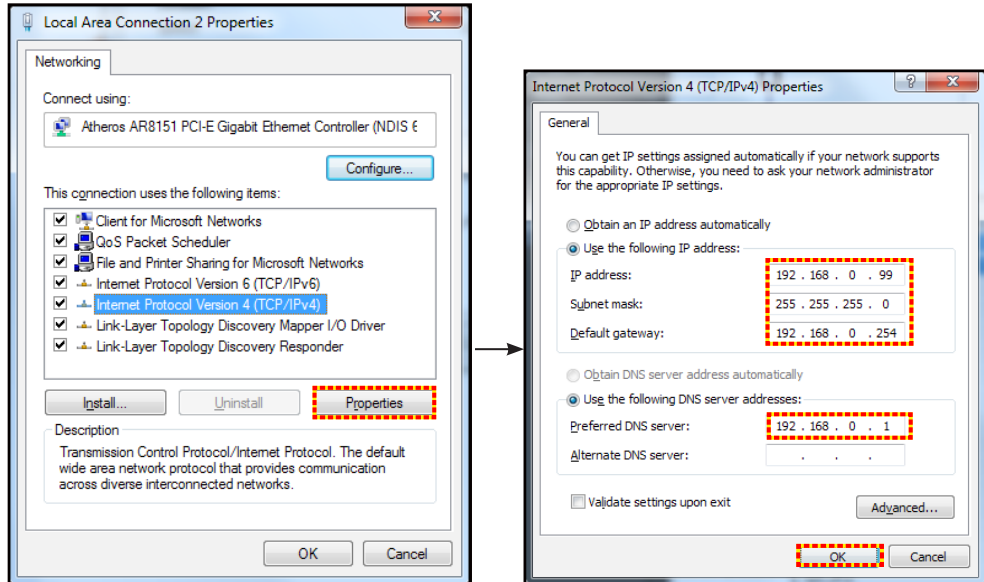 Local Area Connection 2 Properties
Networking
Connect using:
Atheros AR8151 PCI-E Gigabit Ethernet Controller (NDIS 6
Configure...
This connection uses the following items:
Client for Microsoft Networks
QoS Packet Scheduler
File and Printer Sharing for Microsoft Networks
Internet Protocol Version 6 (TCP/IPv6)
Internet Protocol Version 4 (TCP/IPv4)
Link-Layer Topology Discovery Mapper I/O Driver
Link-Layer Topology Discovery Responder
Install...
Uninstall
Properties
Description
Transmission Control Protocol/Internet Protocol. The default
wide area network protocol that provides communication
across diverse interconnected networks.
OK
Cancel
Internet Protocol Version 4 (TCP/IPv4) Properties
General
You can get IP settings assigned automatically if your network supports
this capability. Otherwise, you need to ask your network administrator
for the appropriate IP settings.
Obtain an IP address automatically
Use the following IP address:
IP address: 192 . 168 . 0 . 99
Subnet mask: 255 . 255 . 255 . 0
Default gateway: 192 . 168 . 0 . 254
Obtain DNS server address automatically
Use the following DNS server addresses:
Preferred DNS server: 192 . 168 . 0 . 1
Alternate DNS server: . . .
Validate settings upon exit
Advanced...
OK
Cancel